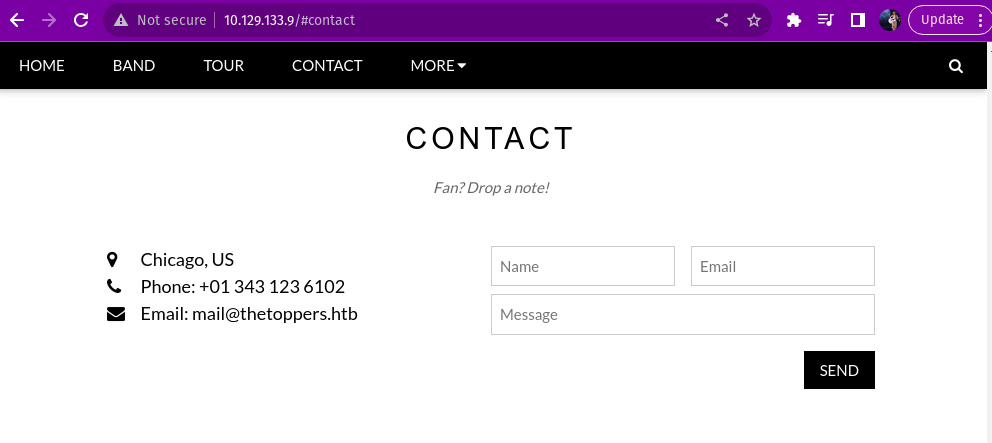 Not secure 10.129.133.9/#contact Update
HOME BAND TOUR CONTACT MORE
CONTACT
Fan? Drop a note!
Chicago, US
Phone: +01 343 123 6102
Email: mail@thetoppers.htb
Name Email
Message
SEND